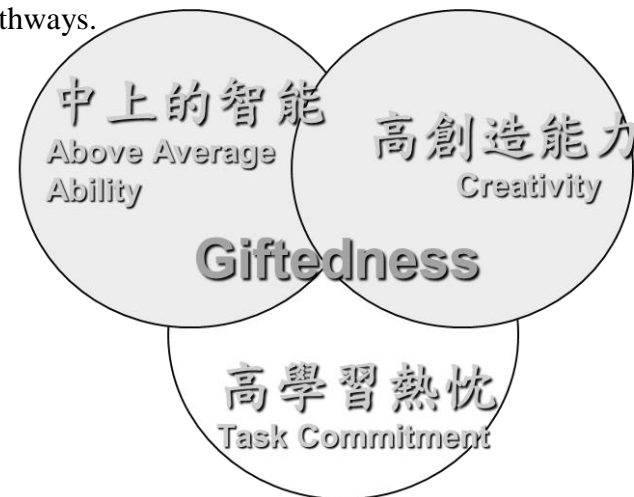 thways.
中上的智能
Above Average
Ability
高創造能力
Creativity
Giftedness
高學習熱忱
Task Commitment